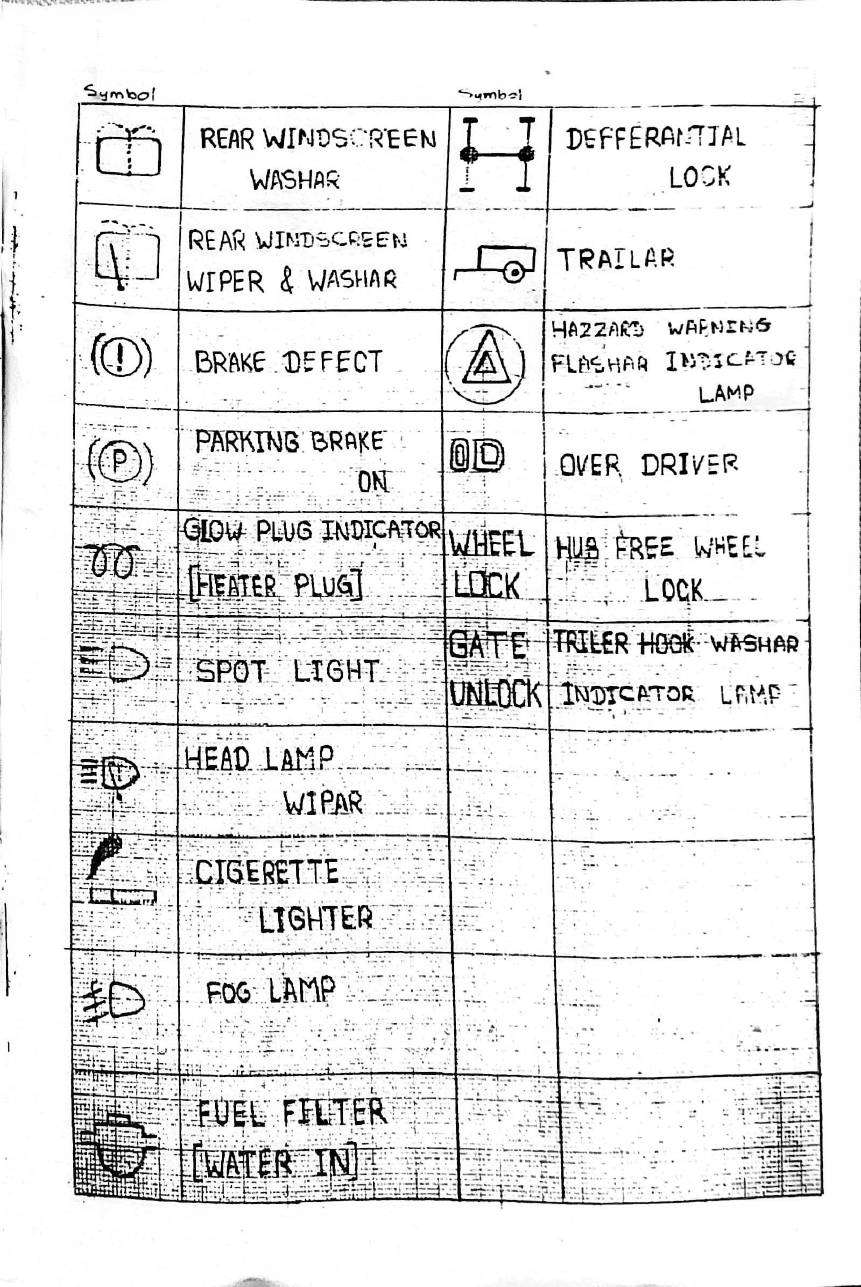 Symbol
Symbol
REAR WINDSCREEN
WASHAR
DEFFERANTIAL
LOCK
REAR WINDSCREEN
WIPER & WASHAR
TRAILAR
(!)
BRAKE DEFECT
HAZZARD WARNING
FLASHAR INDICATOR
LAMP
(P)
PARKING BRAKE
ON
OD
OVER DRIVER
GLOW PLUG INDICATOR
[HEATER PLUG]
WHEEL
LOCK
HUB FREE WHEEL
LOCK
SPOT LIGHT
GATE
UNLOCK
TRILER HOOK WASHAR
INDICATOR LAMP
HEAD LAMP
WIPAR
CIGERETTE
LIGHTER
FOG LAMP
FUEL FILTER
[WATER IN]